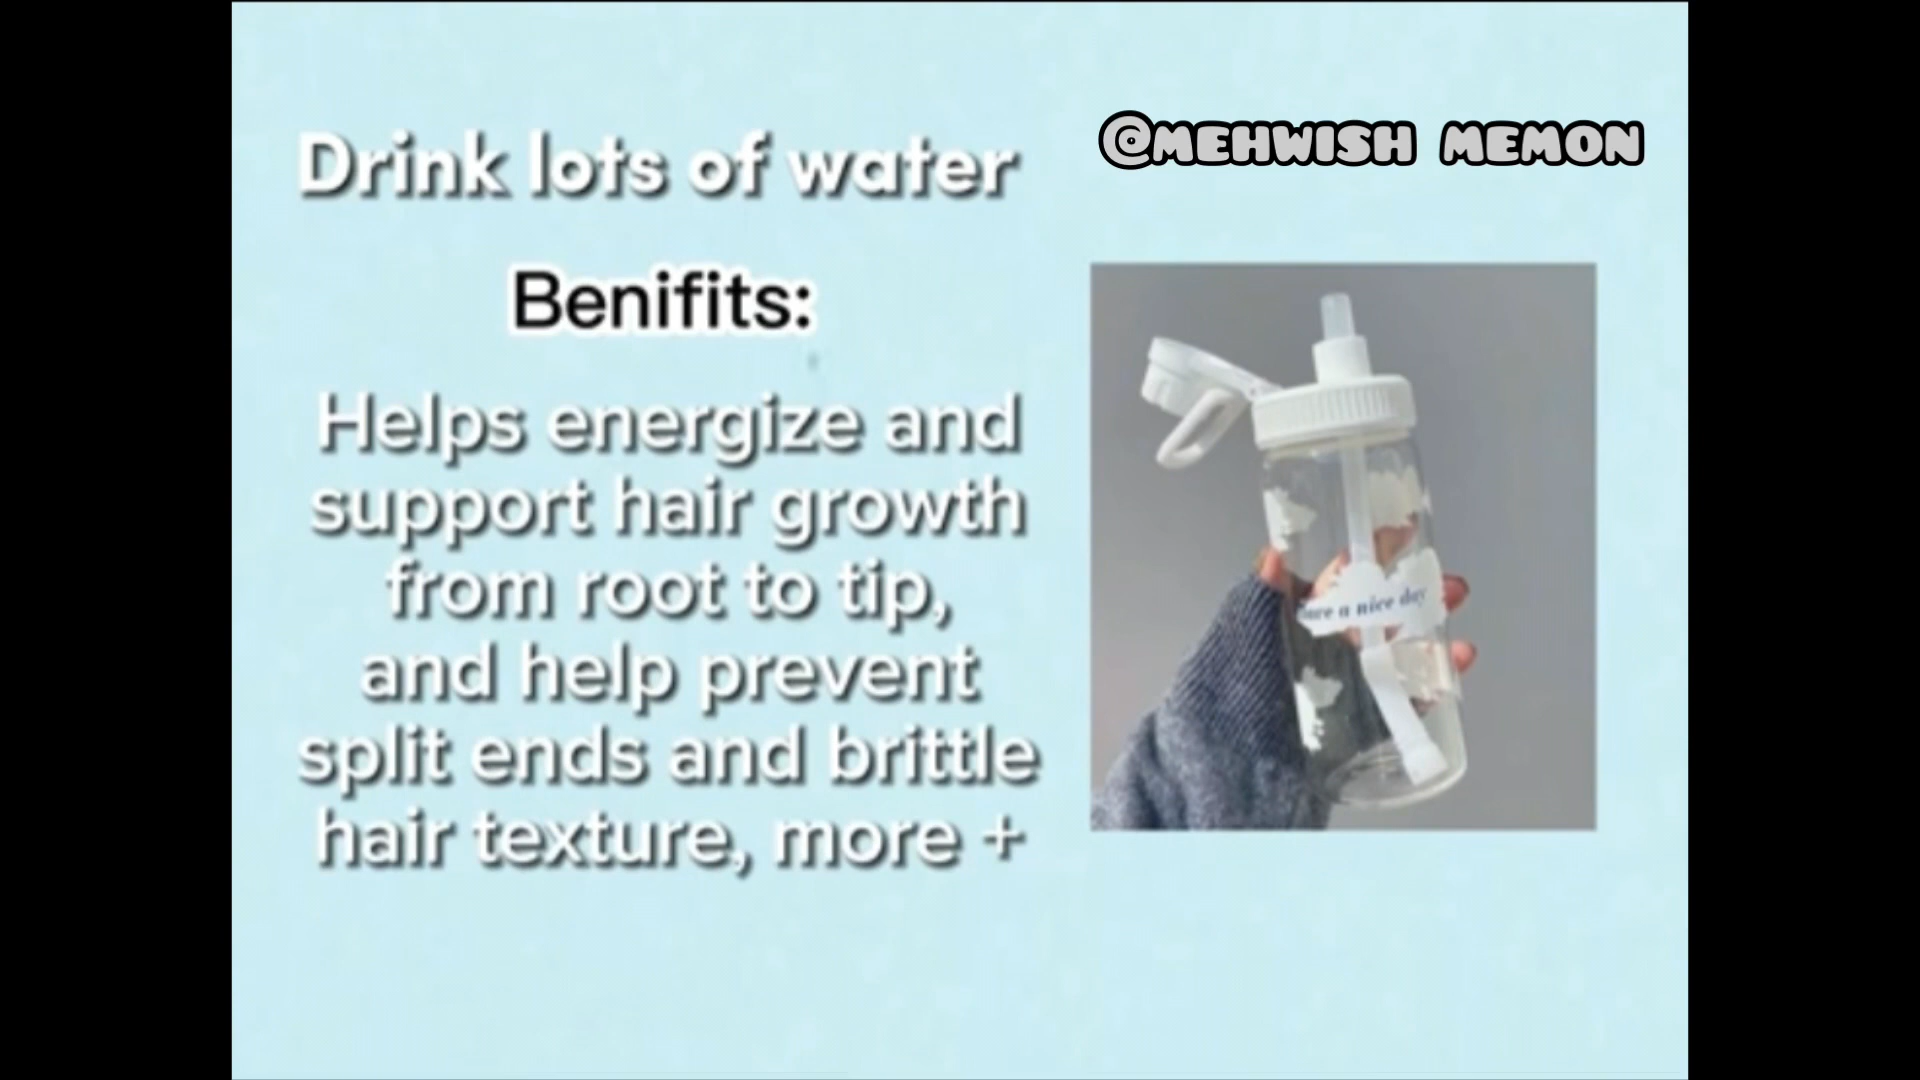 Drink lots of water
@MEHWISH MEMON
Benifits:
Helps energize and
support hair growth
from root to tip,
and help prevent
split ends and brittle
hair texture, more +
a nice day